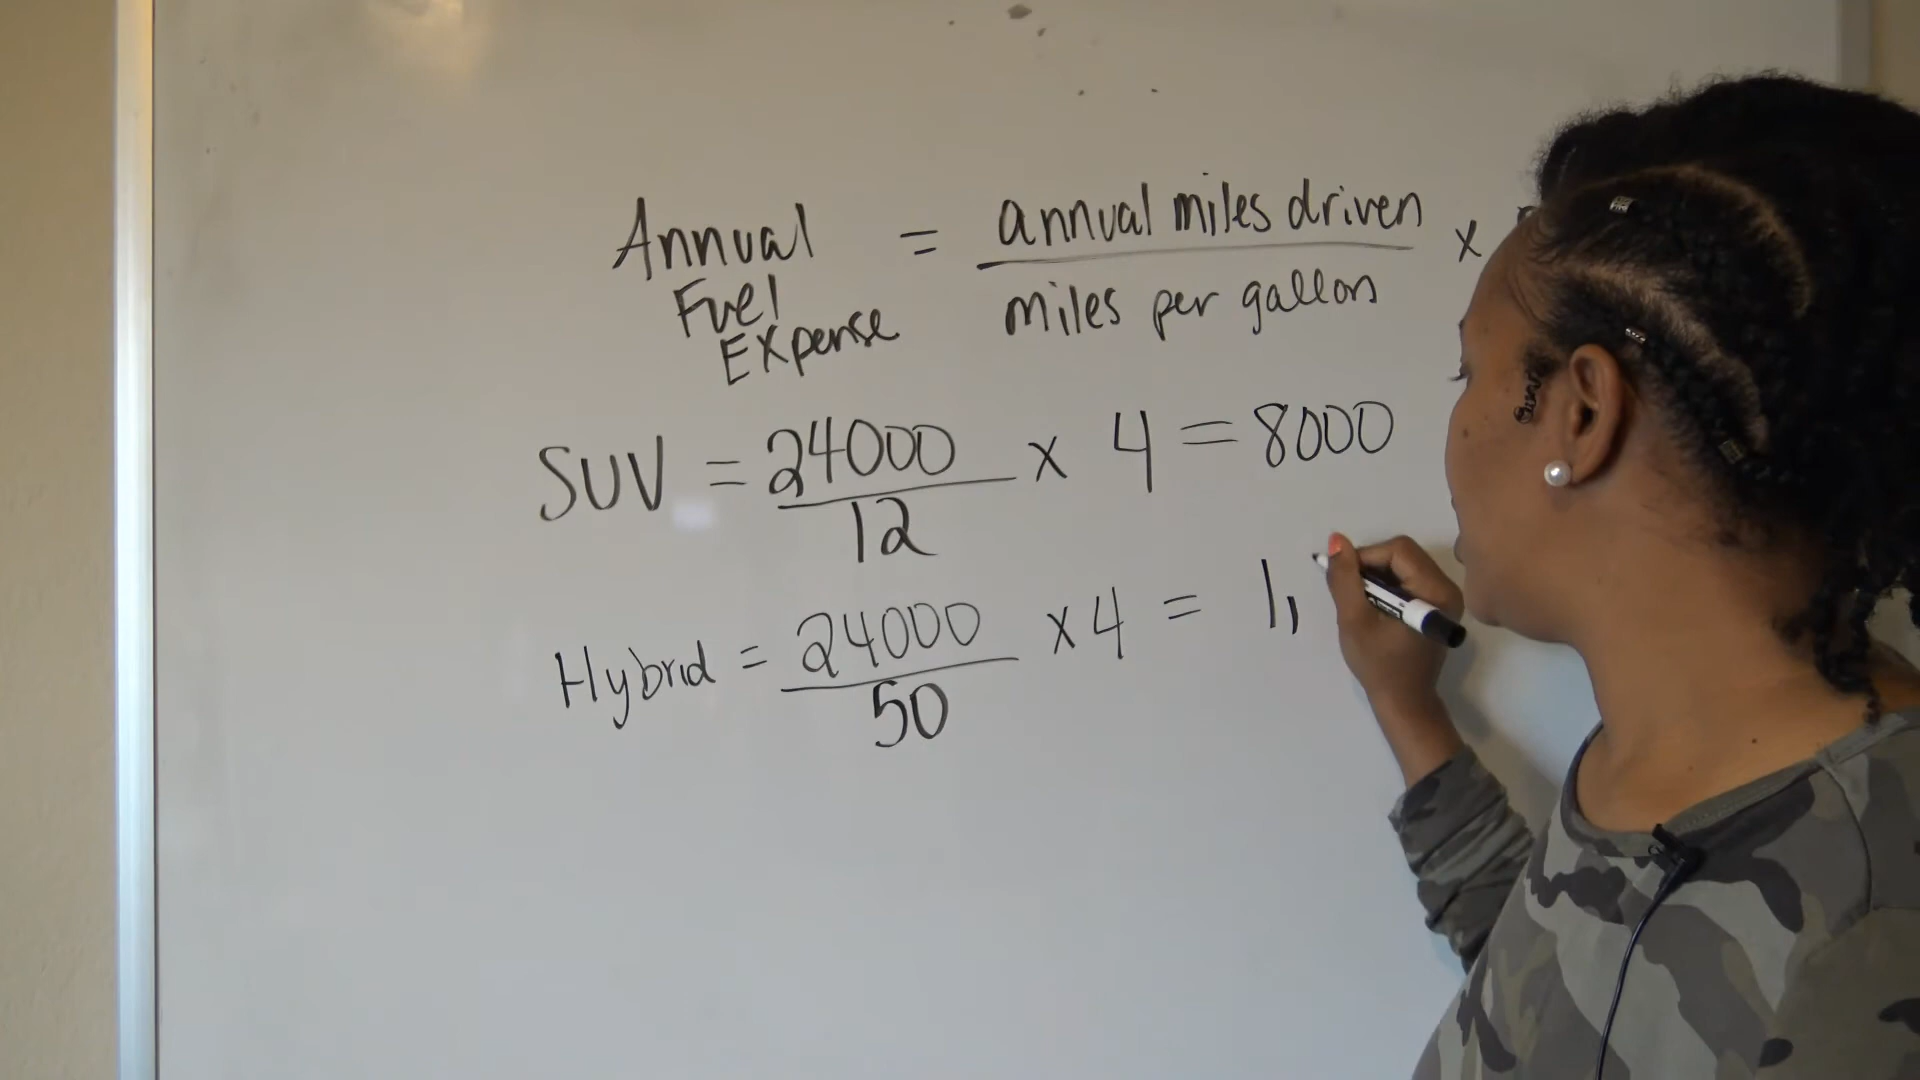 Annual = annual miles driven ×
Fuel miles per gallon
Expense
SUV = 24000 × 4 = 8000
12
Hybrid = 24000 × 4 = 1,
50